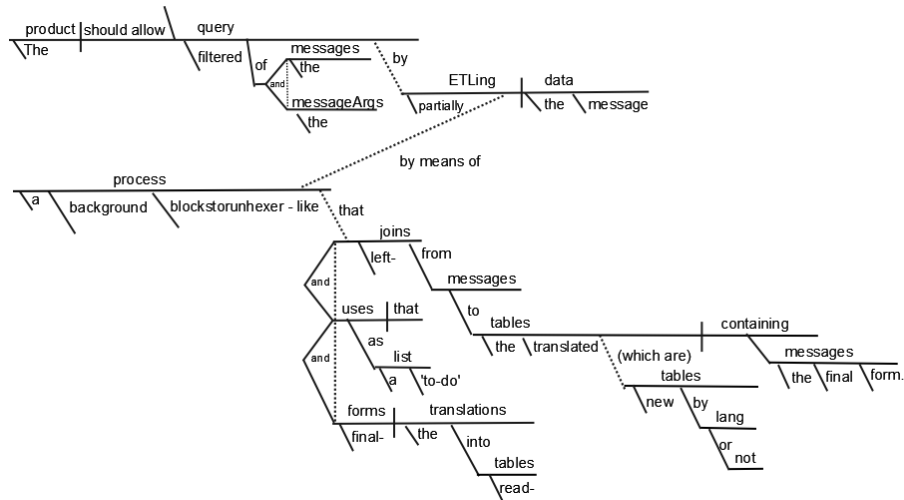 product should allow query
The filtered of messages by
the
and
messageArgs
the
ETLing data
partially the message
by means of
process
a background blockstorunhexer - like that
joins
left- from
and
messages
to
uses that
as
tables containing
the translated (which are)
and
list
a 'to-do'
messages
the final form.
tables
new by
lang
or
not
forms translations
final- the into
tables
read-